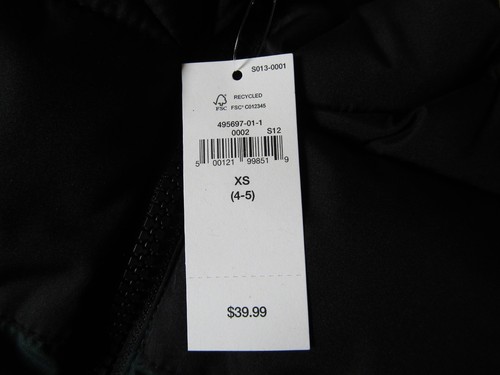 S013-0001
RECYCLED
FSC
FSC® C012345
495697-01-1
0002 S12
5 00121 99851 9
XS
(4-5)
$39.99